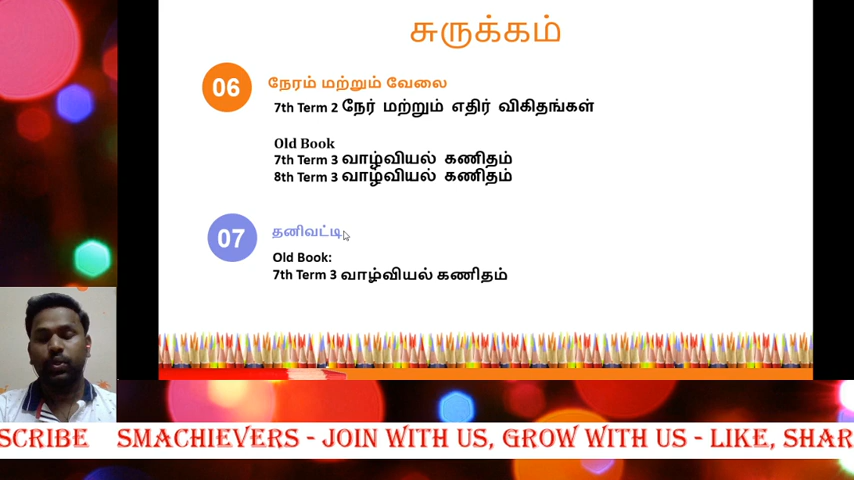 சுருக்கம்
06
நேரம் மற்றும் வேலை
7th Term 2 நேர் மற்றும் எதிர் விகிதங்கள்
Old Book
7th Term 3 வாழ்வியல் கணிதம்
8th Term 3 வாழ்வியல் கணிதம்
07
தனிவட்டி
Old Book:
7th Term 3 வாழ்வியல் கணிதம்
SCRIBE SMACHIEVERS - JOIN WITH US, GROW WITH US - LIKE, SHAR